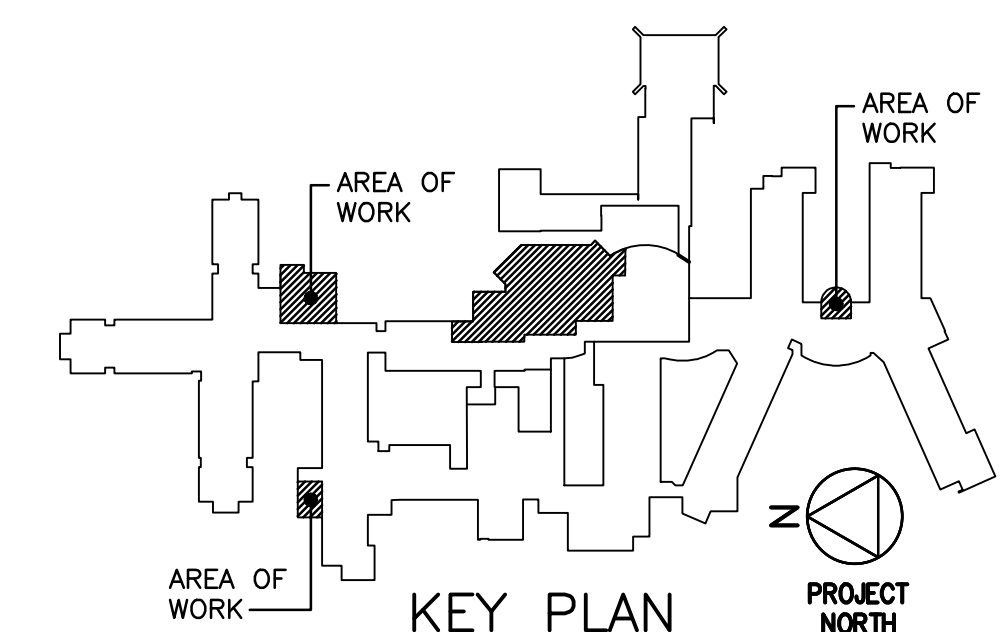 AREA OF
WORK
AREA OF
WORK
AREA OF
WORK
N
PROJECT
NORTH
KEY PLAN